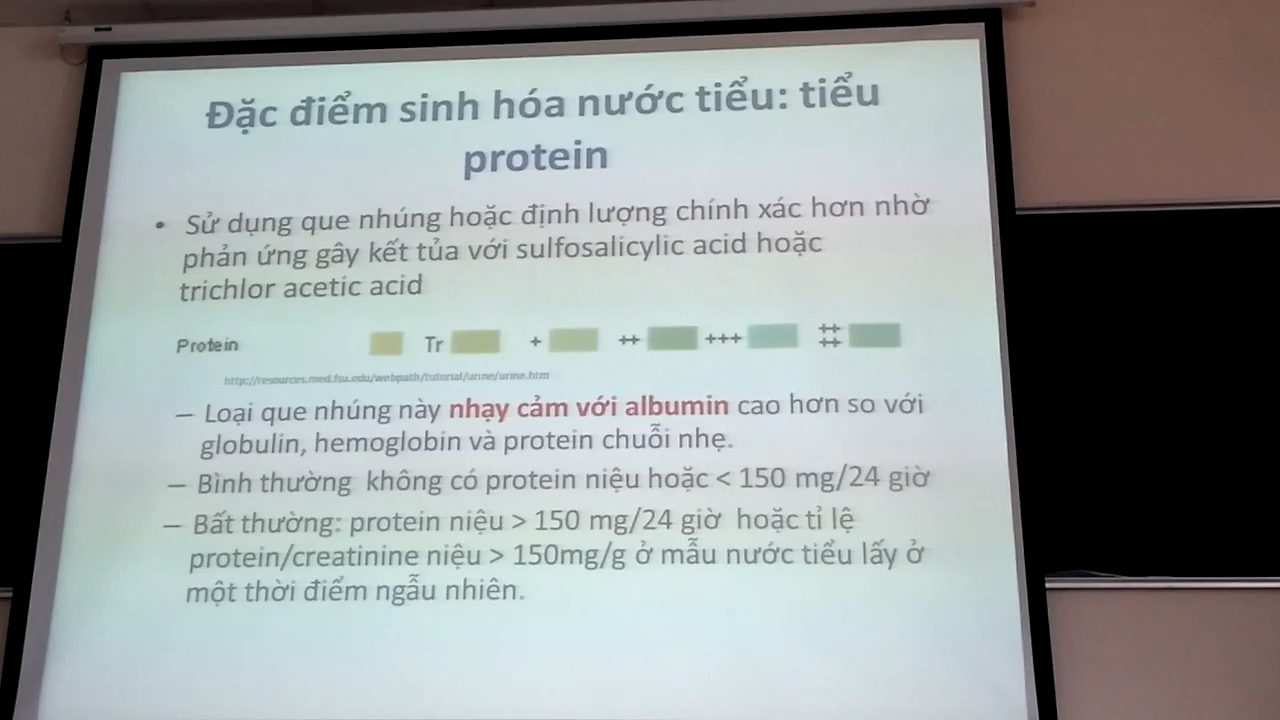 Đặc điểm sinh hóa nước tiểu: tiểu
protein
• Sử dụng que nhúng hoặc định lượng chính xác hơn nhờ
phản ứng gây kết tủa với sulfosalicylic acid hoặc
trichlor acetic acid
Protein Tr + ++ +++ ++
++
http://resources.med.fsu.edu/webpath/tutorial/urine/urine.htm
– Loại que nhúng này nhạy cảm với albumin cao hơn so với
globulin, hemoglobin và protein chuỗi nhẹ.
– Bình thường không có protein niệu hoặc < 150 mg/24 giờ
– Bất thường: protein niệu > 150 mg/24 giờ hoặc tỉ lệ
protein/creatinine niệu > 150mg/g ở mẫu nước tiểu lấy ở
một thời điểm ngẫu nhiên.